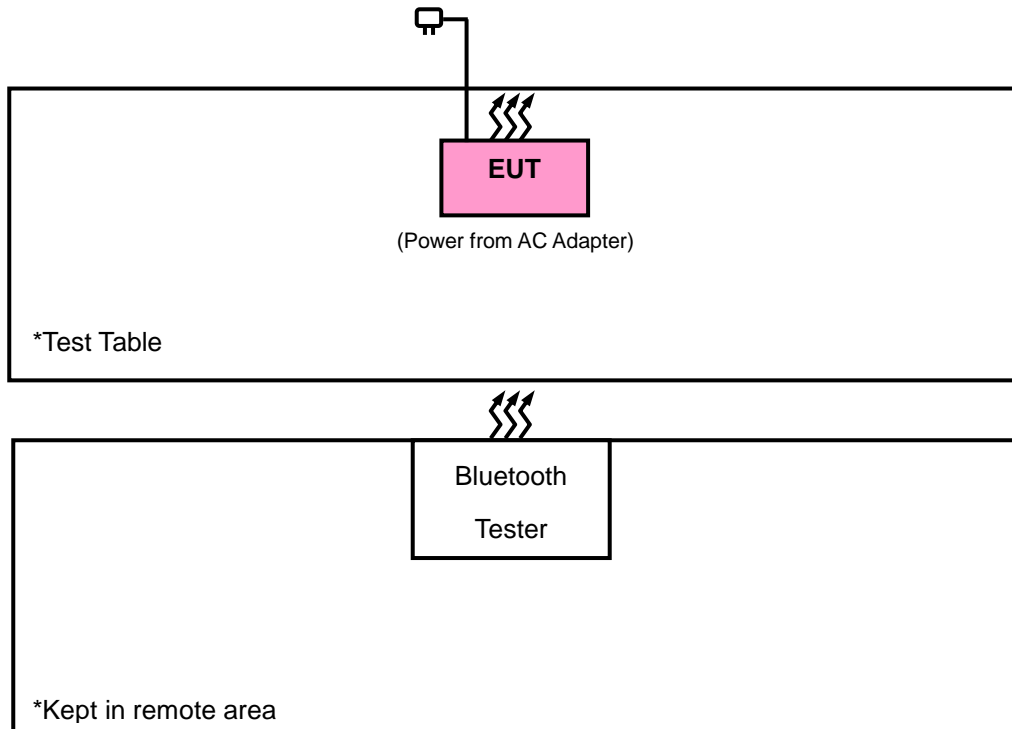 EUT
(Power from AC Adapter)
*Test Table
Bluetooth
Tester
*Kept in remote area